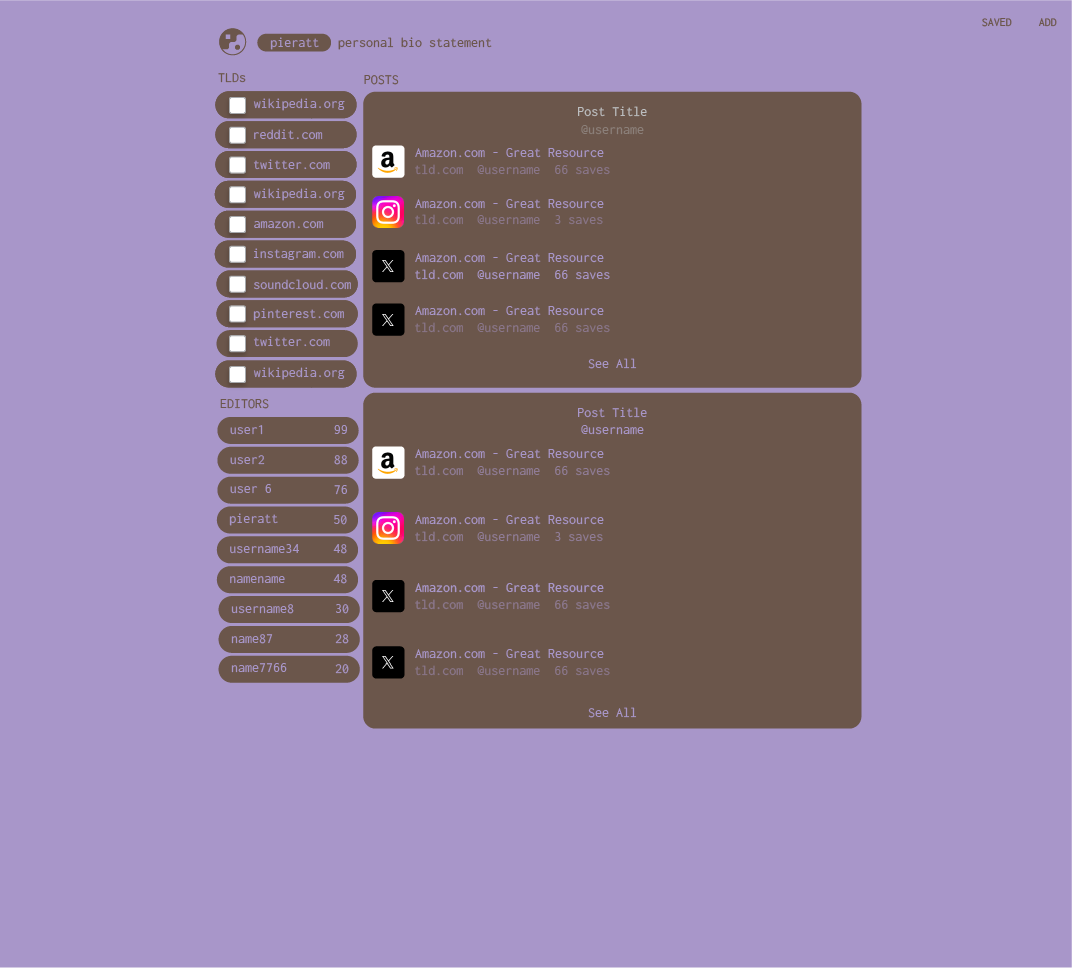 SAVED ADD
pieratt personal bio statement
TLDs
wikipedia.org
reddit.com
twitter.com
wikipedia.org
amazon.com
instagram.com
soundcloud.com
pinterest.com
twitter.com
wikipedia.org
EDITORS
user1 99
user2 88
user 6 76
pieratt 50
username34 48
namename 48
username8 30
name87 28
name7766 20
POSTS
Post Title
@username
Amazon.com - Great Resource
tld.com @username 66 saves
Amazon.com - Great Resource
tld.com @username 3 saves
Amazon.com - Great Resource
tld.com @username 66 saves
Amazon.com - Great Resource
tld.com @username 66 saves
See All
Post Title
@username
Amazon.com - Great Resource
tld.com @username 66 saves
Amazon.com - Great Resource
tld.com @username 3 saves
Amazon.com - Great Resource
tld.com @username 66 saves
Amazon.com - Great Resource
tld.com @username 66 saves
See All